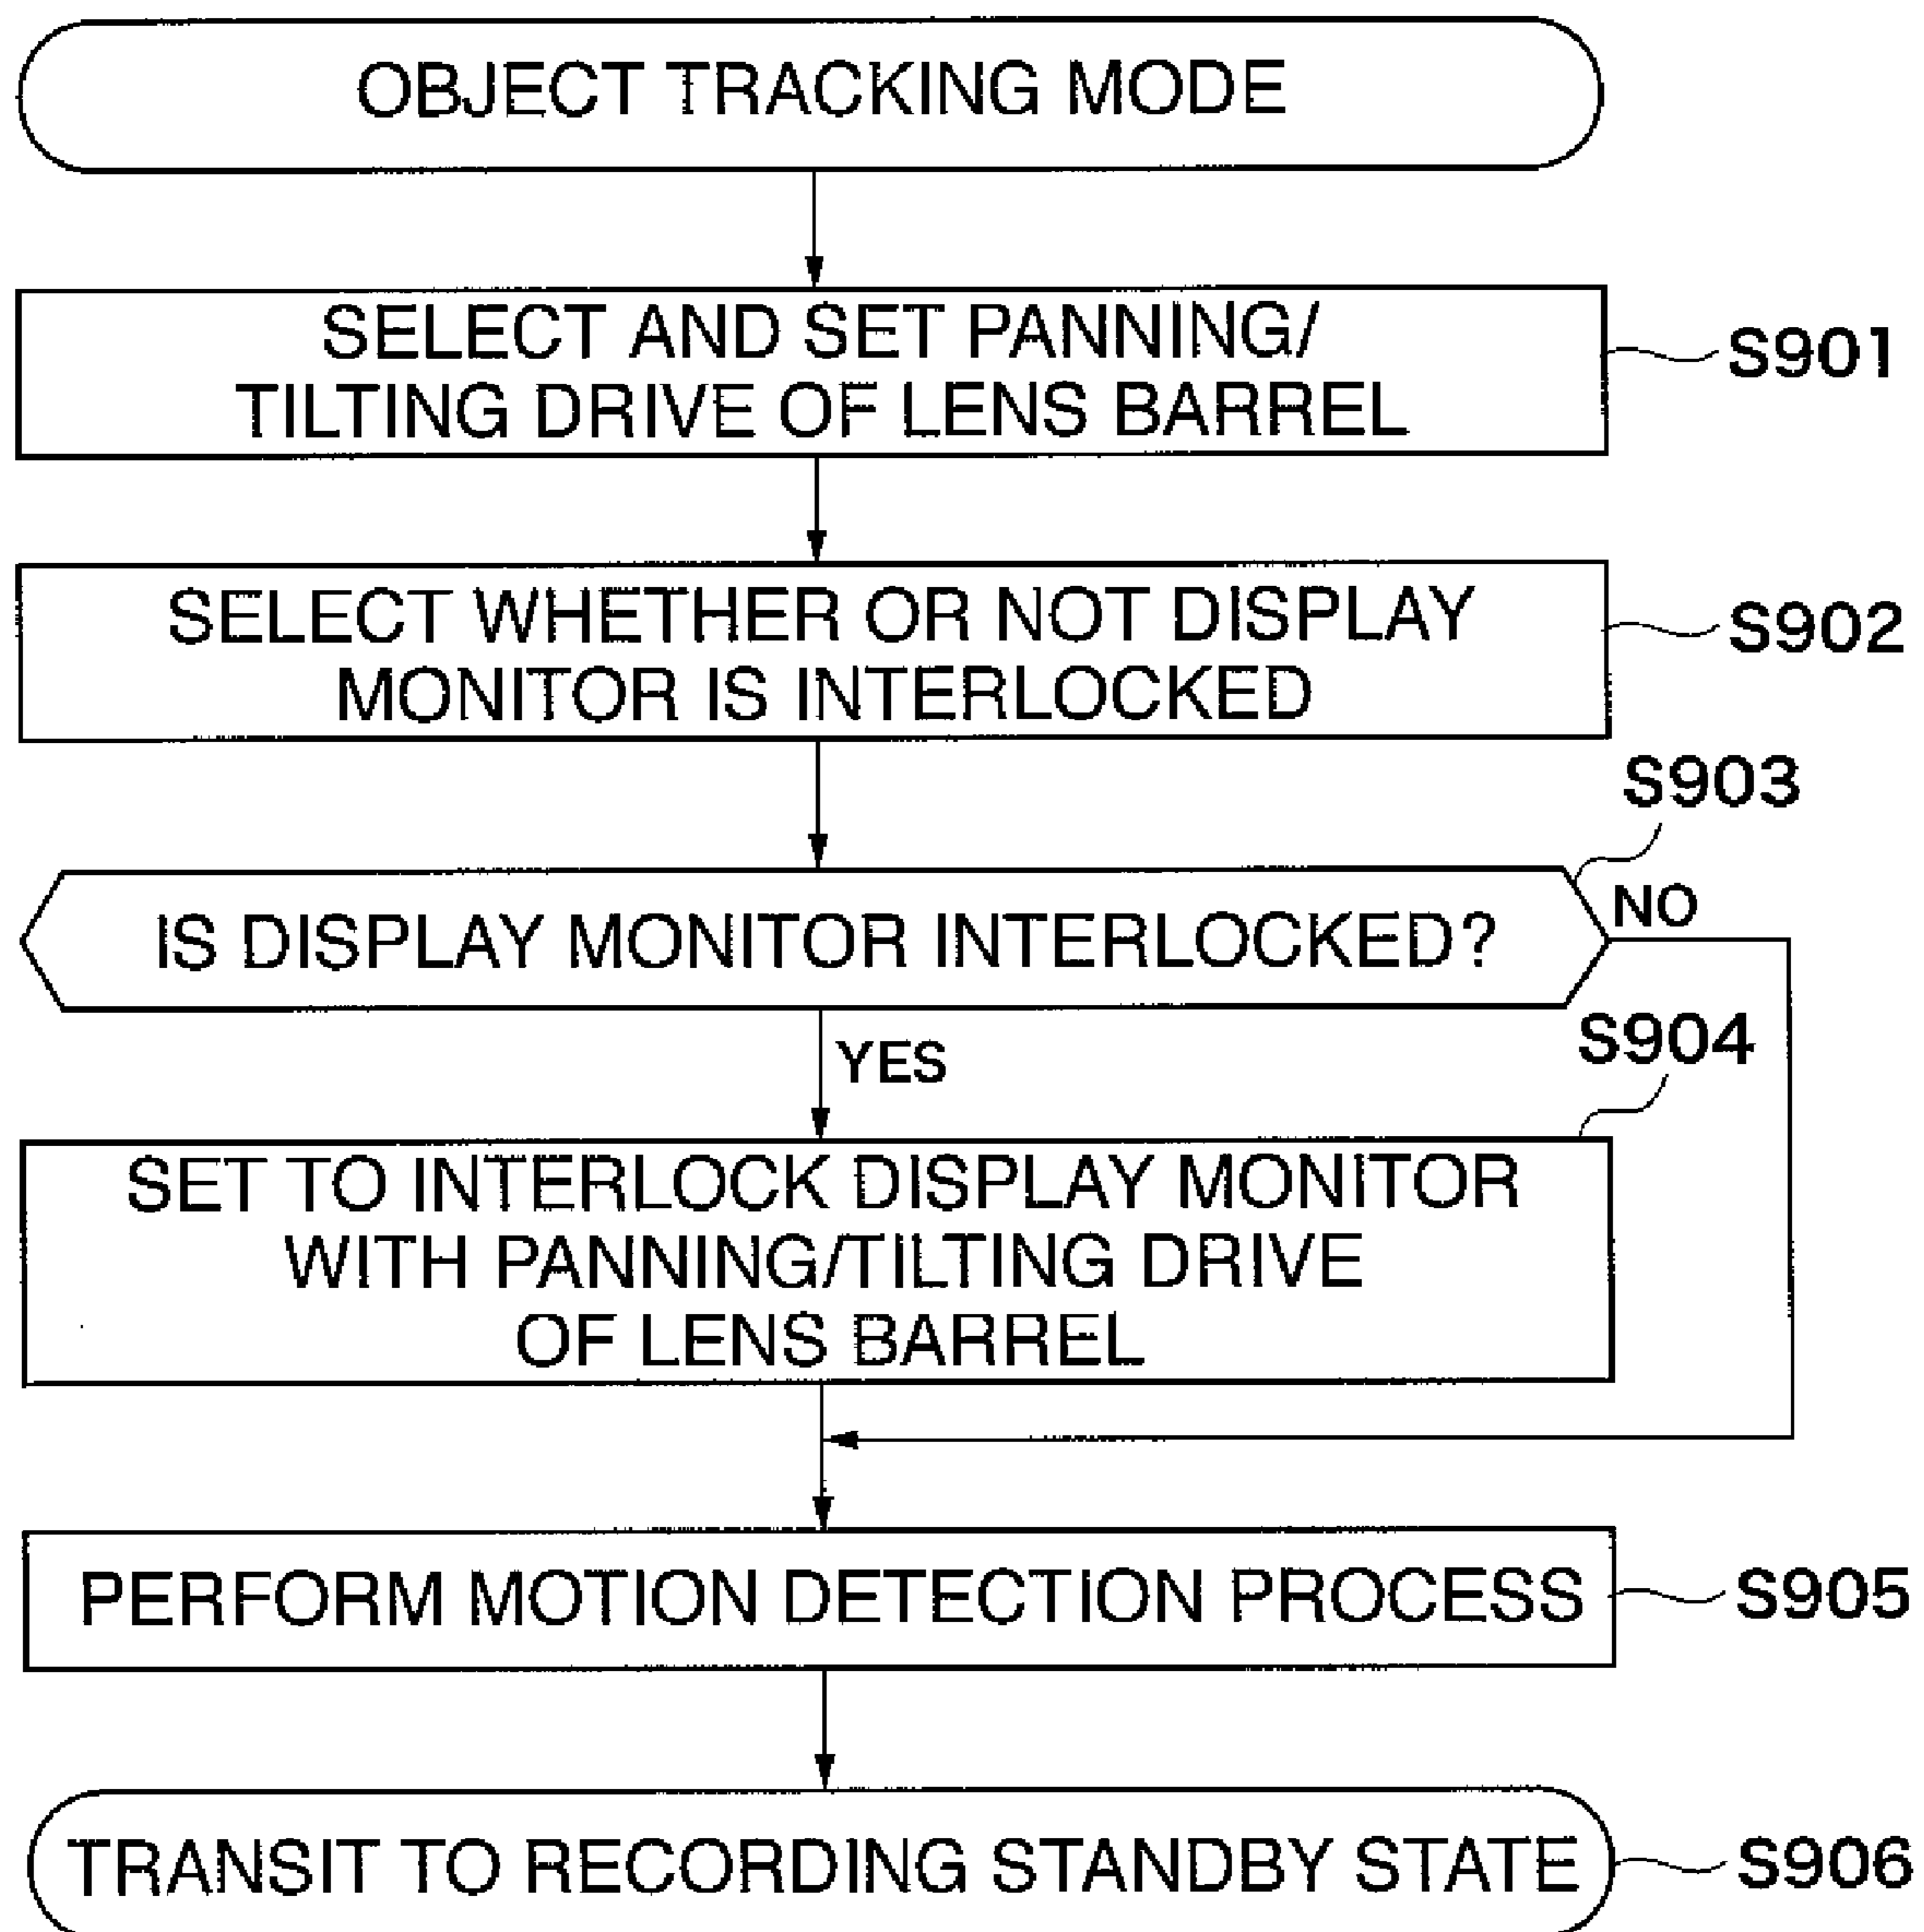 OBJECT TRACKING MODE
SELECT AND SET PANNING/
TILTING DRIVE OF LENS BARREL
S901
SELECT WHETHER OR NOT DISPLAY
MONITOR IS INTERLOCKED
S902
S903
IS DISPLAY MONITOR INTERLOCKED?
NO
YES
S904
SET TO INTERLOCK DISPLAY MONITOR
WITH PANNING/TILTING DRIVE
OF LENS BARREL
PERFORM MOTION DETECTION PROCESS
S905
TRANSIT TO RECORDING STANDBY STATE
S906